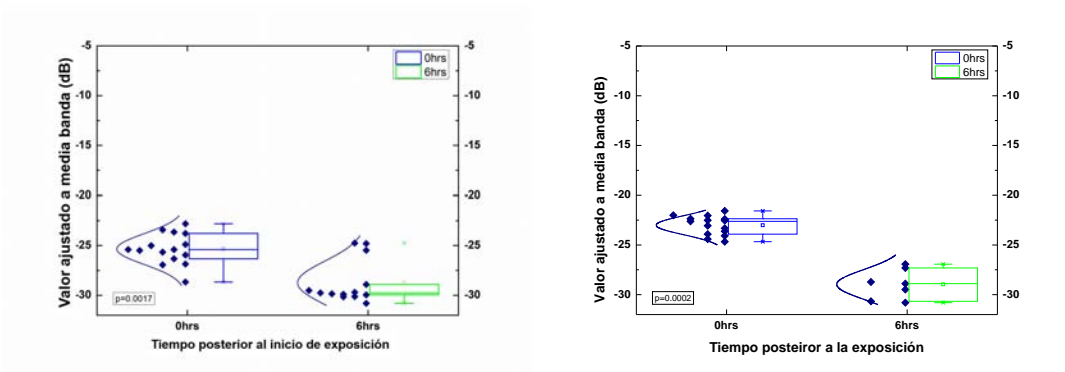 -5
-5
0hrs
6hrs
-10
-10
-15
-15
-20
-20
-25
-25
-30
-30
p=0.0017
0hrs
6hrs
Valor ajustado a media banda (dB)
Tiempo posterior al inicio de exposición
-5
-5
0hrs
6hrs
-10
-10
-15
-15
-20
-20
-25
-25
-30
-30
p=0.0002
0hrs
6hrs
Valor ajustado a media banda (dB)
Tiempo posteiror a la exposición